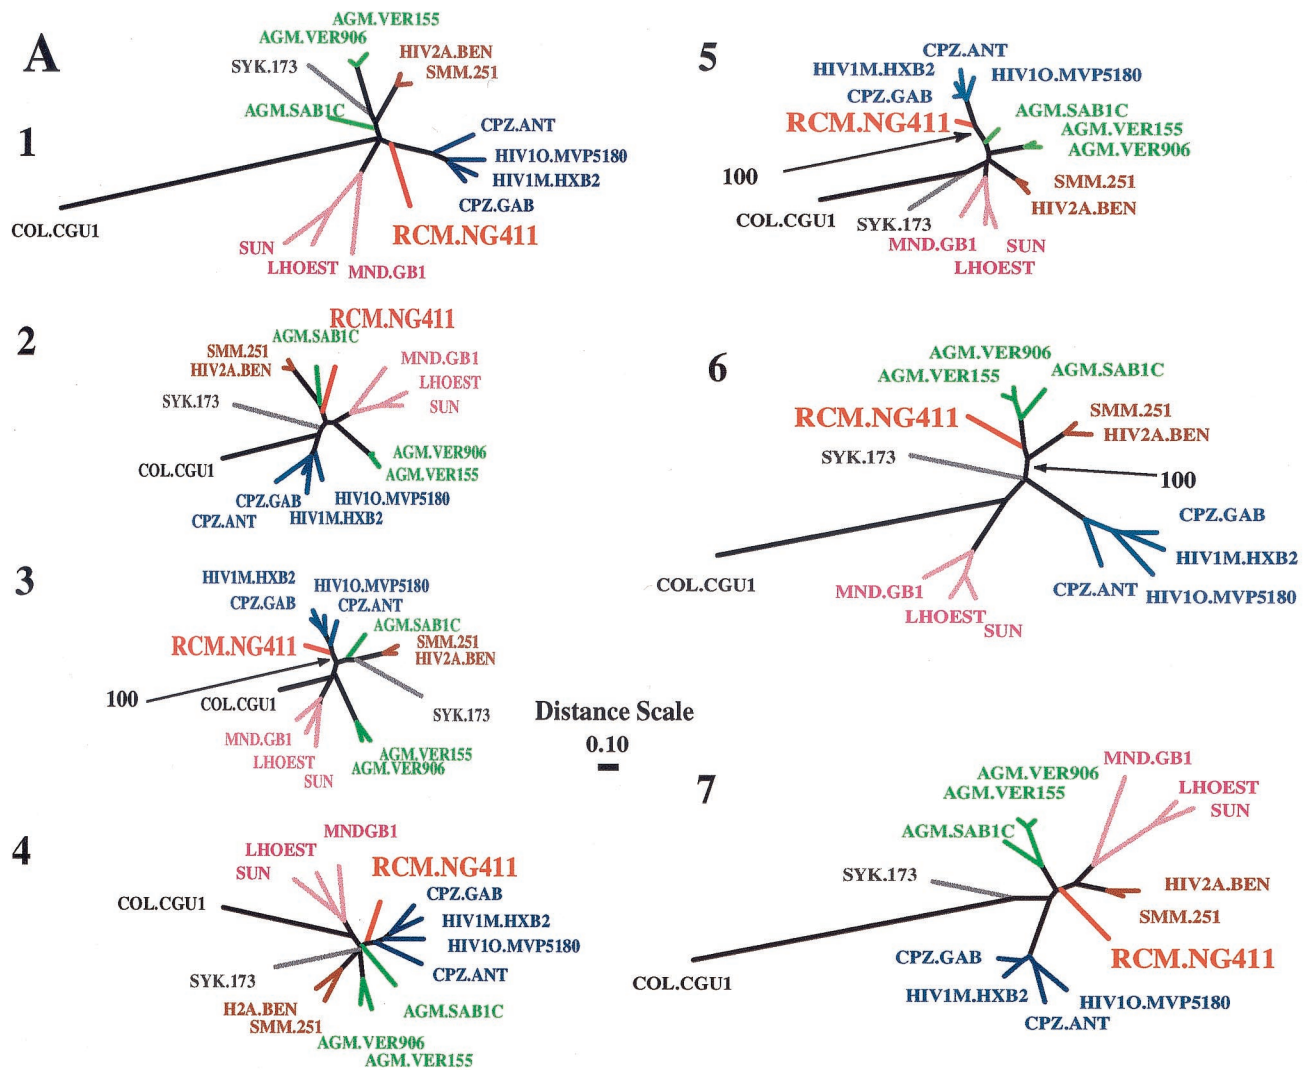 A
1
AGM.VER155
AGM.VER906
HIV2A.BEN
SYK.173
SMM.251
AGM.SAB1C
CPZ.ANT
HIV1O.MVP5180
HIV1M.HXB2
CPZ.GAB
COL.CGU1
RCM.NG411
SUN
LHOEST
MND.GB1
2
RCM.NG411
AGM.SAB1C
SMM.251
HIV2A.BEN
MND.GB1
LHOEST
SUN
SYK.173
AGM.VER906
COL.CGU1
AGM.VER155
CPZ.GAB
HIV1O.MVP5180
CPZ.ANT
HIV1M.HXB2
3
HIV1M.HXB2
HIV1O.MVP5180
CPZ.GAB
CPZ.ANT
AGM.SAB1C
RCM.NG411
SMM.251
HIV2A.BEN
100
COL.CGU1
SYK.173
MND.GB1
LHOEST
SUN
AGM.VER155
AGM.VER906
4
MNDGB1
LHOEST
SUN
RCM.NG411
CPZ.GAB
COL.CGU1
HIV1M.HXB2
HIV1O.MVP5180
SYK.173
CPZ.ANT
H2A.BEN
AGM.SAB1C
SMM.251
AGM.VER906
AGM.VER155
Distance Scale
0.10
5
CPZ.ANT
HIV1M.HXB2
HIV1O.MVP5180
CPZ.GAB
AGM.SAB1C
RCM.NG411
AGM.VER155
AGM.VER906
100
SMM.251
HIV2A.BEN
COL.CGU1
SYK.173
MND.GB1
SUN
LHOEST
6
AGM.VER906
AGM.VER155
AGM.SAB1C
RCM.NG411
SMM.251
HIV2A.BEN
SYK.173
100
CPZ.GAB
HIV1M.HXB2
COL.CGU1
MND.GB1
CPZ.ANT
HIV1O.MVP5180
LHOEST
SUN
7
MND.GB1
AGM.VER906
AGM.VER155
LHOEST
SUN
AGM.SAB1C
SYK.173
HIV2A.BEN
SMM.251
CPZ.GAB
RCM.NG411
COL.CGU1
HIV1M.HXB2
HIV1O.MVP5180
CPZ.ANT